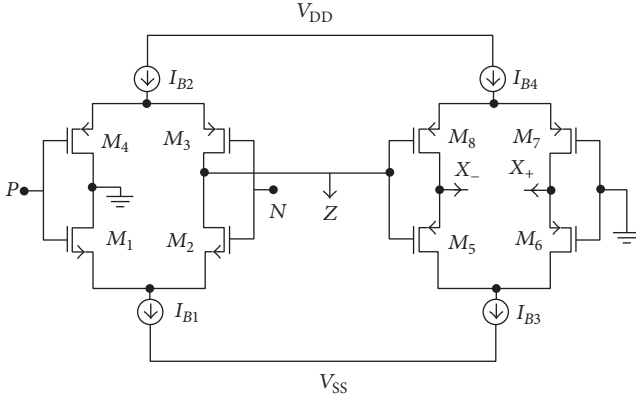 V_DD
I_B2
I_B4
M_4
M_3
M_8
M_7
P
X_−
X_+
N
Z
M_1
M_2
M_5
M_6
I_B1
I_B3
V_SS